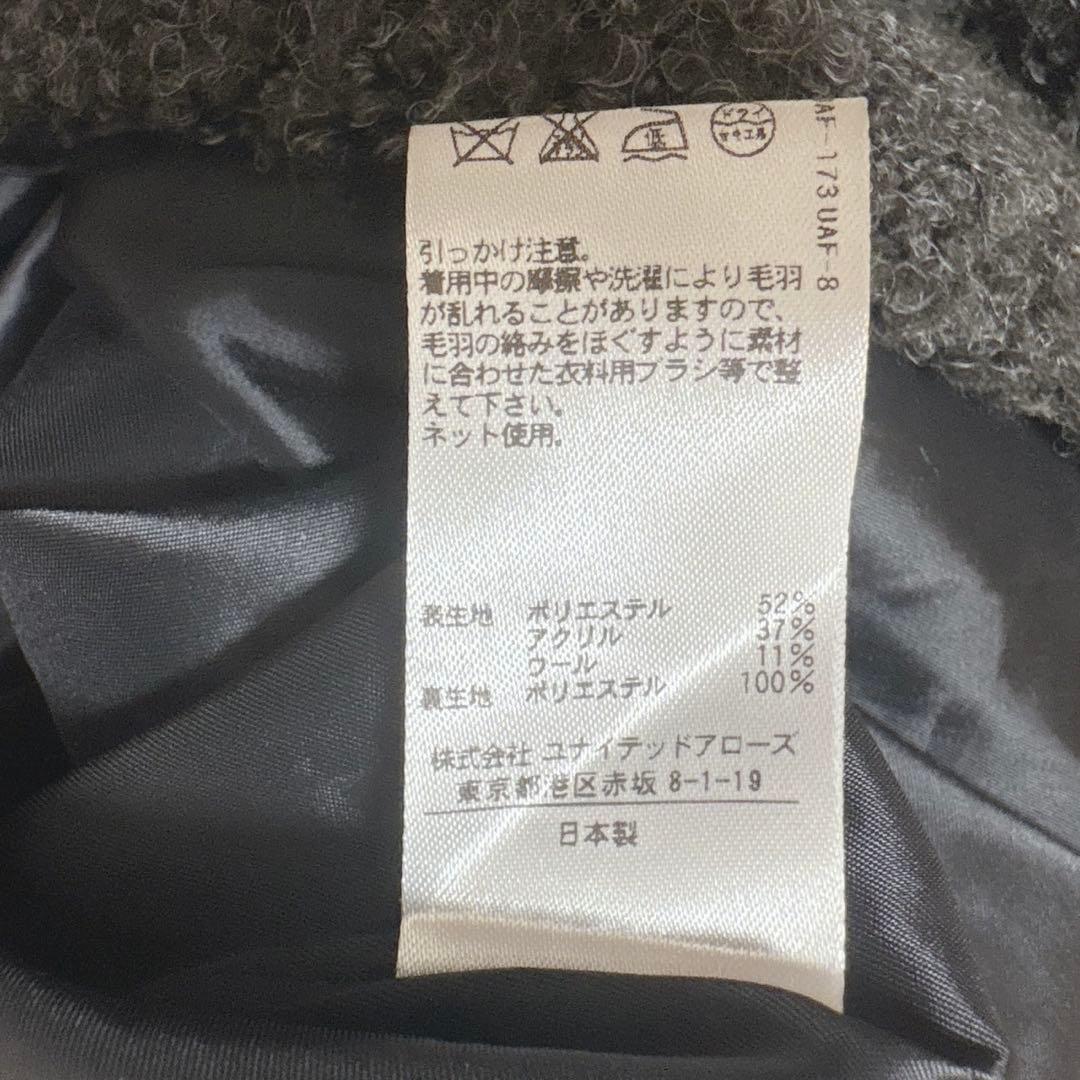 低
引っかけ注意。
着用中の摩擦や洗濯により毛羽
が乱れることがありますので、
毛羽の絡みをほぐすように素材
に合わせた衣料用ブラシ等で整
えて下さい。
ネット使用。
表生地 ポリエステル 52%
アクリル 37%
ウール 11%
裏生地 ポリエステル 100%
株式会社 ユナイテッドアローズ
東京都港区赤坂 8-1-19
日本製
AF-173 UAF-8